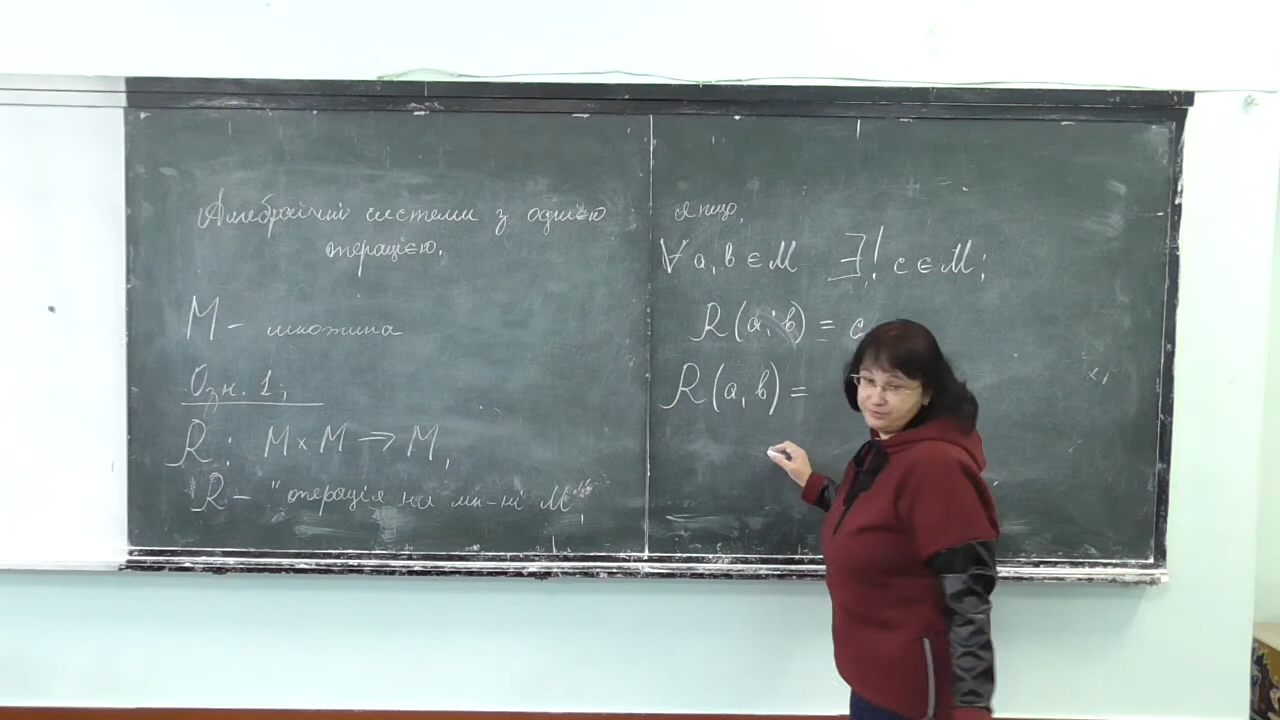 Алгебраїчні системи з однією
операцією.
M – множина
Озн. 1;
R : M × M → M,
R – "операція на мн-ні M",
якщо,
∀ a, b ∈ M ∃! c ∈ M;
R(a; b) = c
R(a, b) =